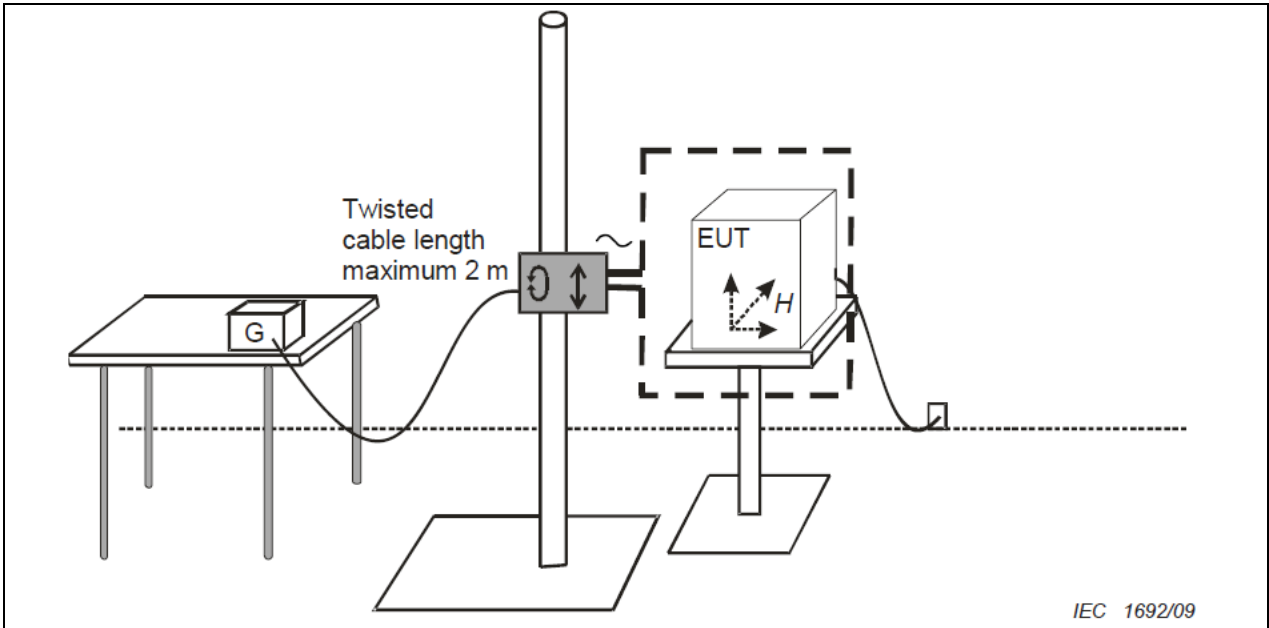 Twisted
cable length
maximum 2 m
EUT
H
G
IEC 1692/09